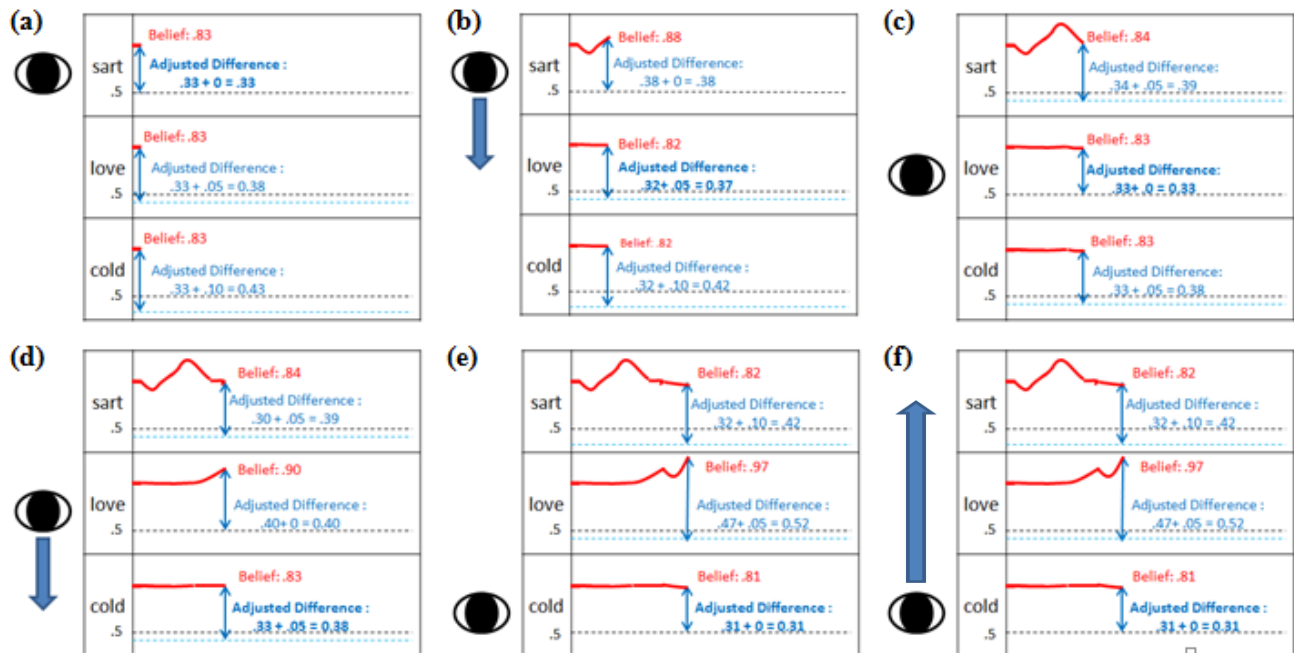 (a)
sart
.5
Belief: .83
Adjusted Difference :
.33 + 0 = .33
love
.5
Belief: .83
Adjusted Difference :
.33 + .05 = 0.38
cold
.5
Belief: .83
Adjusted Difference :
.33 + .10 = 0.43
(b)
sart
.5
Belief: .88
Adjusted Difference:
.38 + 0 = .38
love
.5
Belief: .82
Adjusted Difference :
.32+ .05 = 0.37
cold
.5
Belief: .82
Adjusted Difference :
.32 + .10 = 0.42
(c)
sart
.5
Belief: .84
Adjusted Difference:
.34 + .05 = .39
love
.5
Belief: .83
Adjusted Difference:
.33+ .0 = 0.33
cold
.5
Belief: .83
Adjusted Difference:
.33 + .05 = 0.38
(d)
sart
.5
Belief: .84
Adjusted Difference :
.30 + .05 = .39
love
.5
Belief: .90
Adjusted Difference :
.40+ 0 = 0.40
cold
.5
Belief: .83
Adjusted Difference :
.33 + .05 = 0.38
(e)
sart
.5
Belief: .82
Adjusted Difference :
.32 + .10 = .42
love
.5
Belief: .97
Adjusted Difference :
.47+ .05 = 0.52
cold
.5
Belief: .81
Adjusted Difference :
.31 + 0 = 0.31
(f)
sart
.5
Belief: .82
Adjusted Difference :
.32 + .10 = .42
love
.5
Belief: .97
Adjusted Difference :
.47+ .05 = 0.52
cold
.5
Belief: .81
Adjusted Difference :
.31 + 0 = 0.31